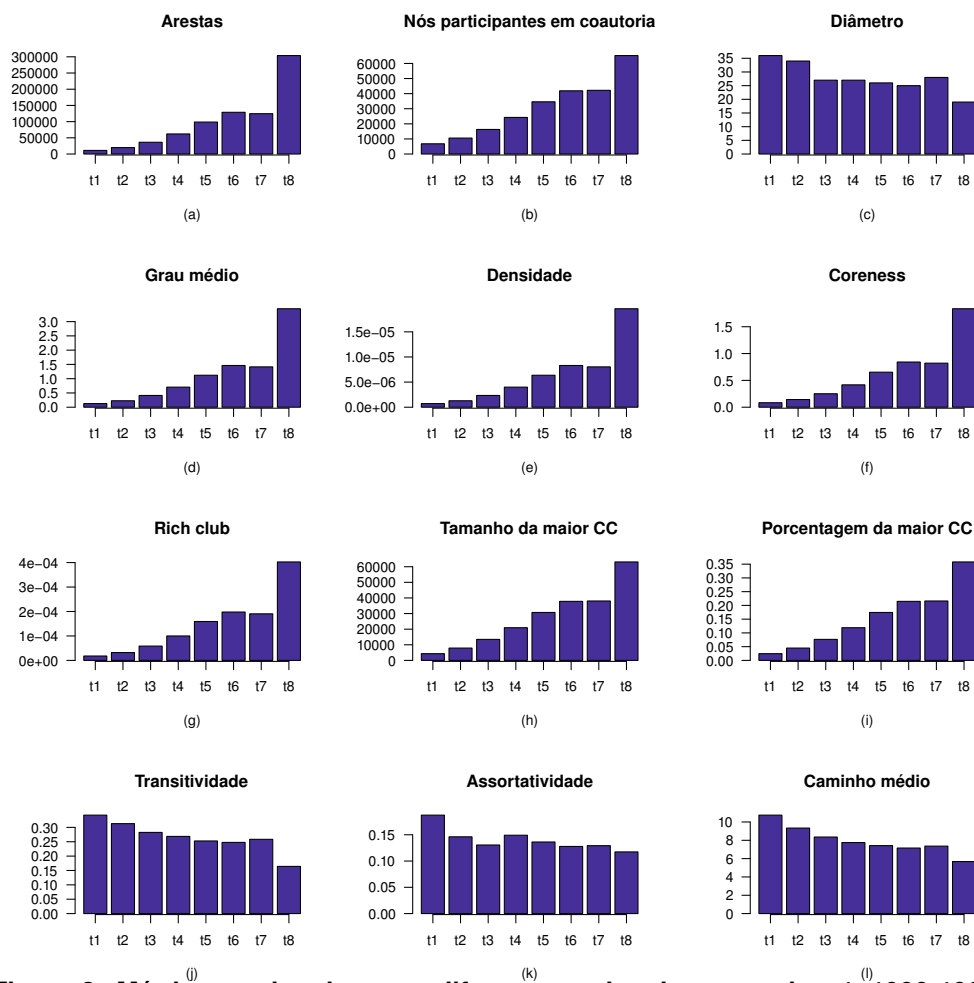 Arestas
300000
250000
200000
150000
100000
50000
0
t1 t2 t3 t4 t5 t6 t7 t8
(a)
Nós participantes em coautoria
60000
50000
40000
30000
20000
10000
0
t1 t2 t3 t4 t5 t6 t7 t8
(b)
Diâmetro
35
30
25
20
15
10
5
0
t1 t2 t3 t4 t5 t6 t7 t8
(c)
Grau médio
3.0
2.5
2.0
1.5
1.0
0.5
0.0
t1 t2 t3 t4 t5 t6 t7 t8
(d)
Densidade
1.5e−05
1.0e−05
5.0e−06
0.0e+00
t1 t2 t3 t4 t5 t6 t7 t8
(e)
Coreness
1.5
1.0
0.5
0.0
t1 t2 t3 t4 t5 t6 t7 t8
(f)
Rich club
4e−04
3e−04
2e−04
1e−04
0e+00
t1 t2 t3 t4 t5 t6 t7 t8
(g)
Tamanho da maior CC
60000
50000
40000
30000
20000
10000
0
t1 t2 t3 t4 t5 t6 t7 t8
(h)
Porcentagem da maior CC
0.35
0.30
0.25
0.20
0.15
0.10
0.05
0.00
t1 t2 t3 t4 t5 t6 t7 t8
(i)
Transitividade
0.30
0.25
0.20
0.15
0.10
0.05
0.00
t1 t2 t3 t4 t5 t6 t7 t8
(j)
Assortatividade
0.15
0.10
0.05
0.00
t1 t2 t3 t4 t5 t6 t7 t8
(k)
Caminho médio
10
8
6
4
2
0
t1 t2 t3 t4 t5 t6 t7 t8
(l)